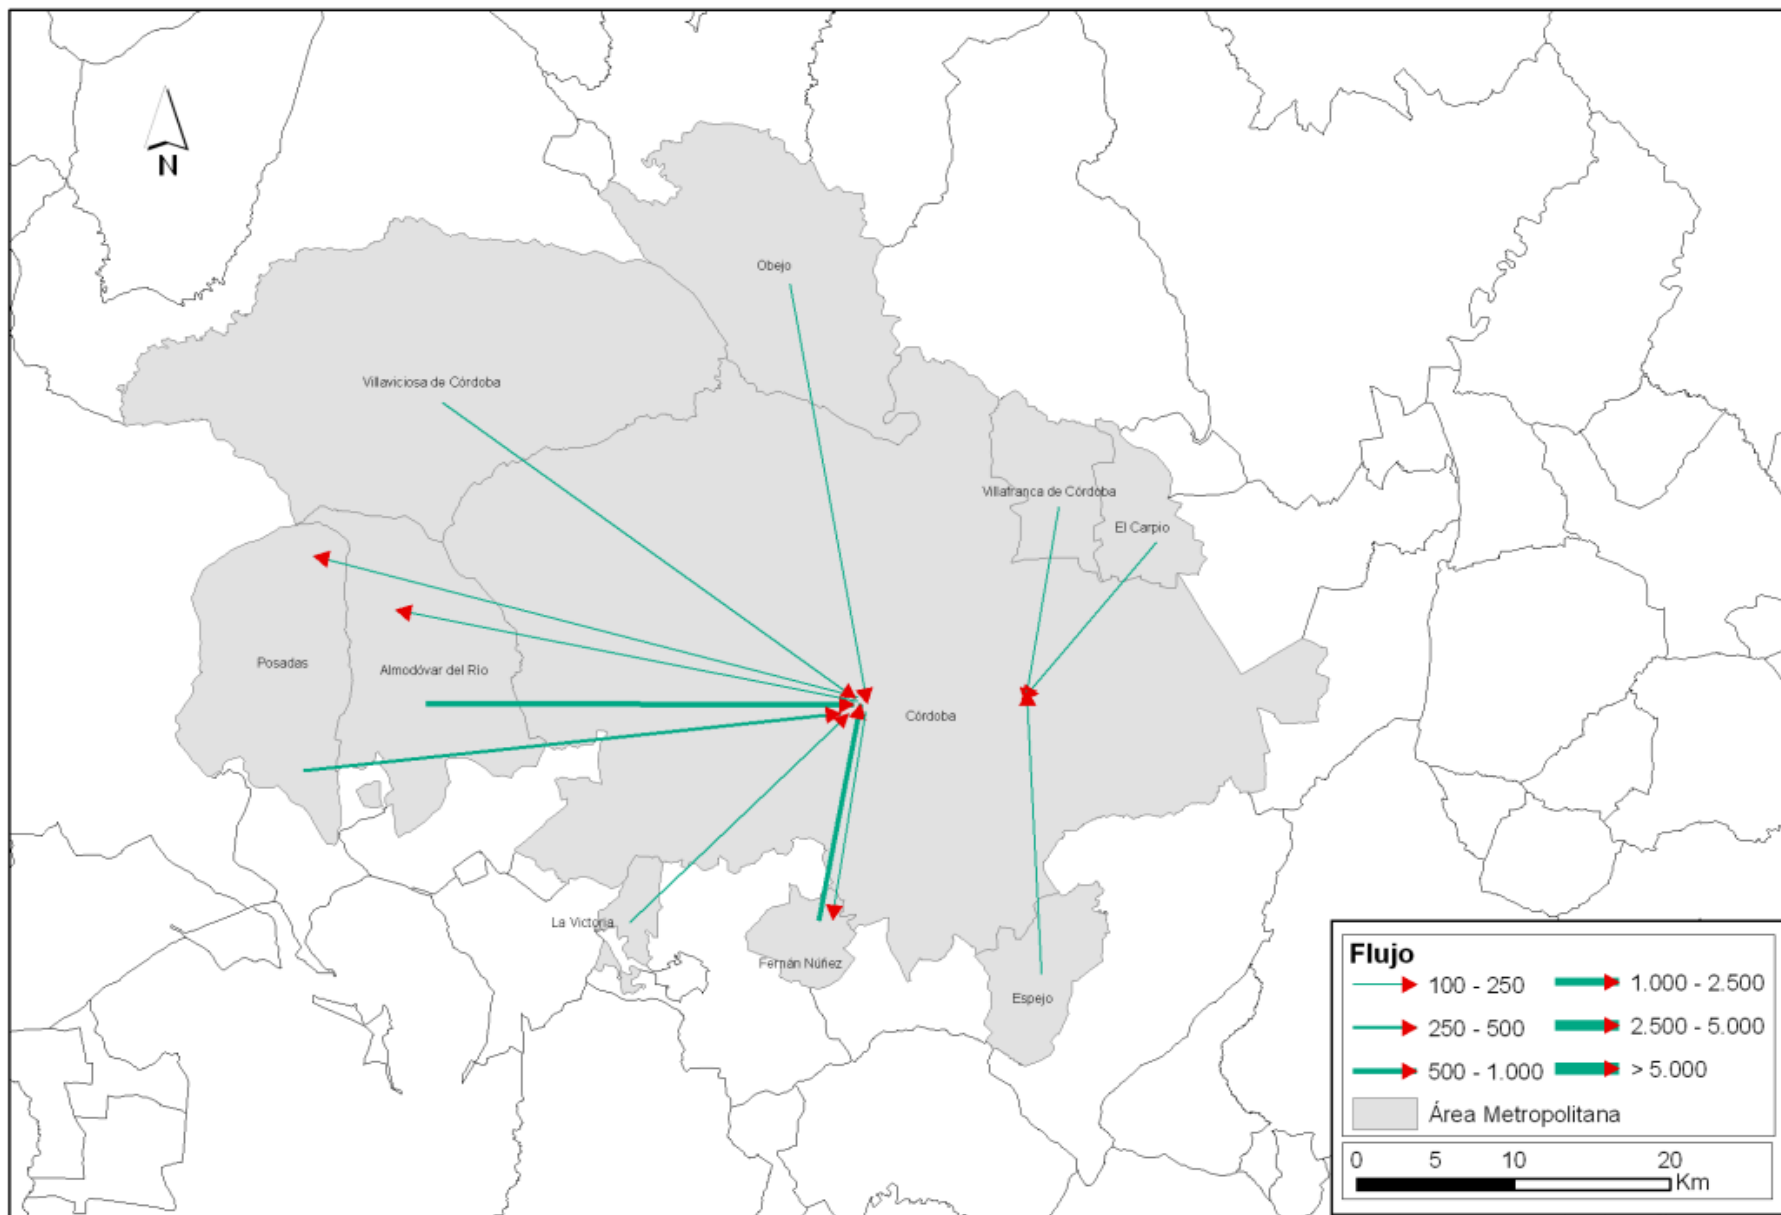 N
Obejo
Villaviciosa de Córdoba
Villafranca de Córdoba
El Carpio
Posadas
Almodóvar del Río
Córdoba
La Victoria
Fernán Núñez
Espejo
Flujo
100 - 250
1.000 - 2.500
250 - 500
2.500 - 5.000
500 - 1.000
> 5.000
Área Metropolitana
0 5 10 20
Km